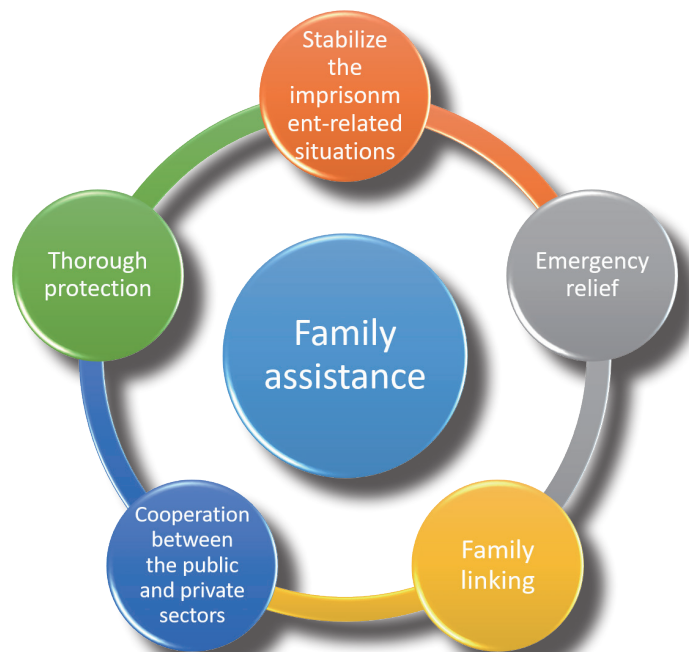 Stabilize
the
imprisonm
ent-related
situations
Thorough
protection
Emergency
relief
Family
assistance
Cooperation
between
the public
and private
sectors
Family
linking